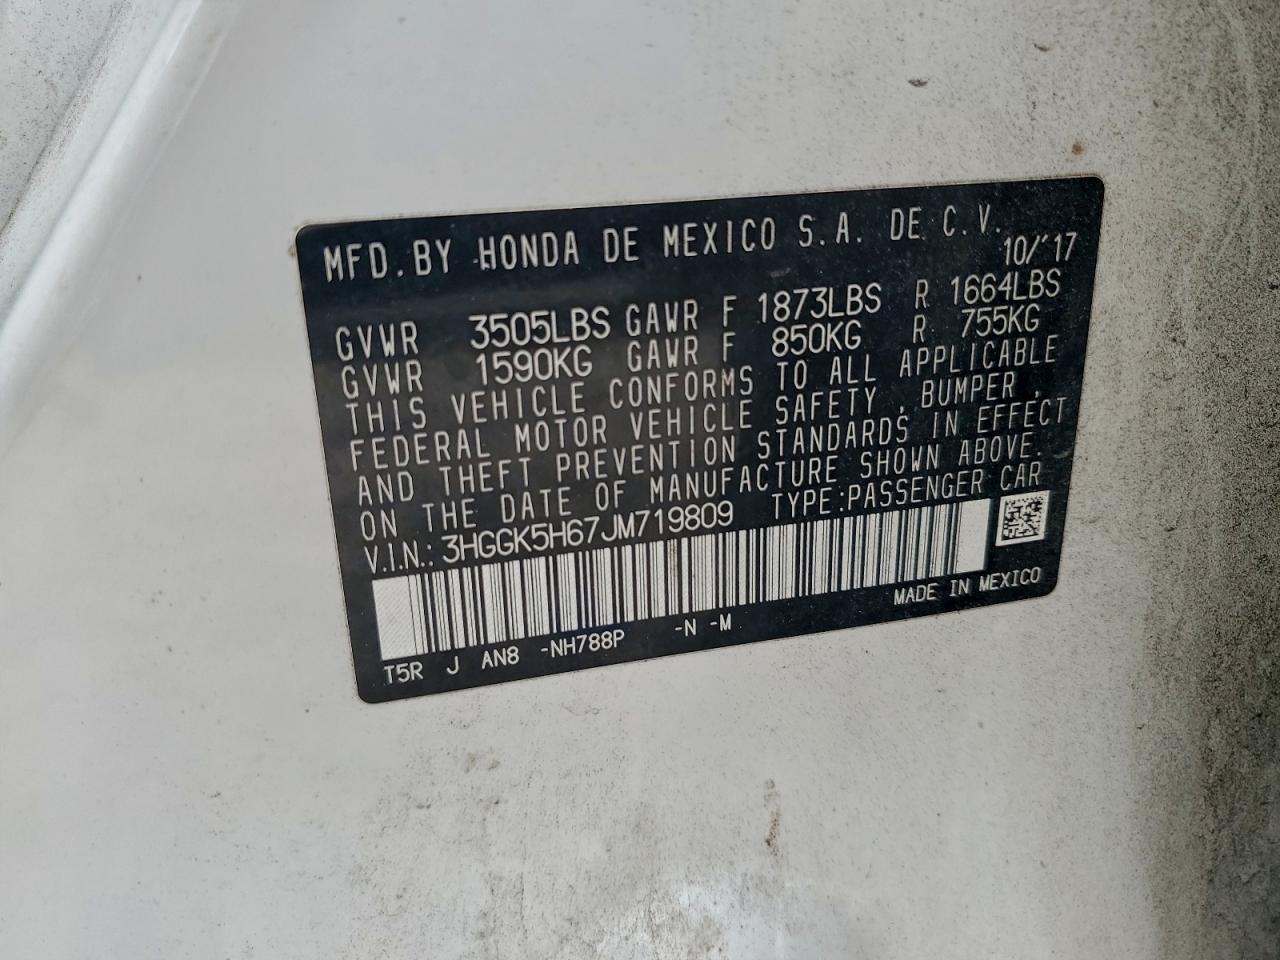 MFD. BY HONDA DE MEXICO S.A. DE C.V.
10/'17
GVWR 3505LBS GAWR F 1873LBS R 1664LBS
GVWR 1590KG GAWR F 850KG R 755KG
THIS VEHICLE CONFORMS TO ALL APPLICABLE
FEDERAL MOTOR VEHICLE SAFETY, BUMPER,
AND THEFT PREVENTION STANDARDS IN EFFECT
ON THE DATE OF MANUFACTURE SHOWN ABOVE.
V.I.N.: 3HGGK5H67JM719809 TYPE:PASSENGER CAR
MADE IN MEXICO
T5R J AN8 -NH788P -N -M